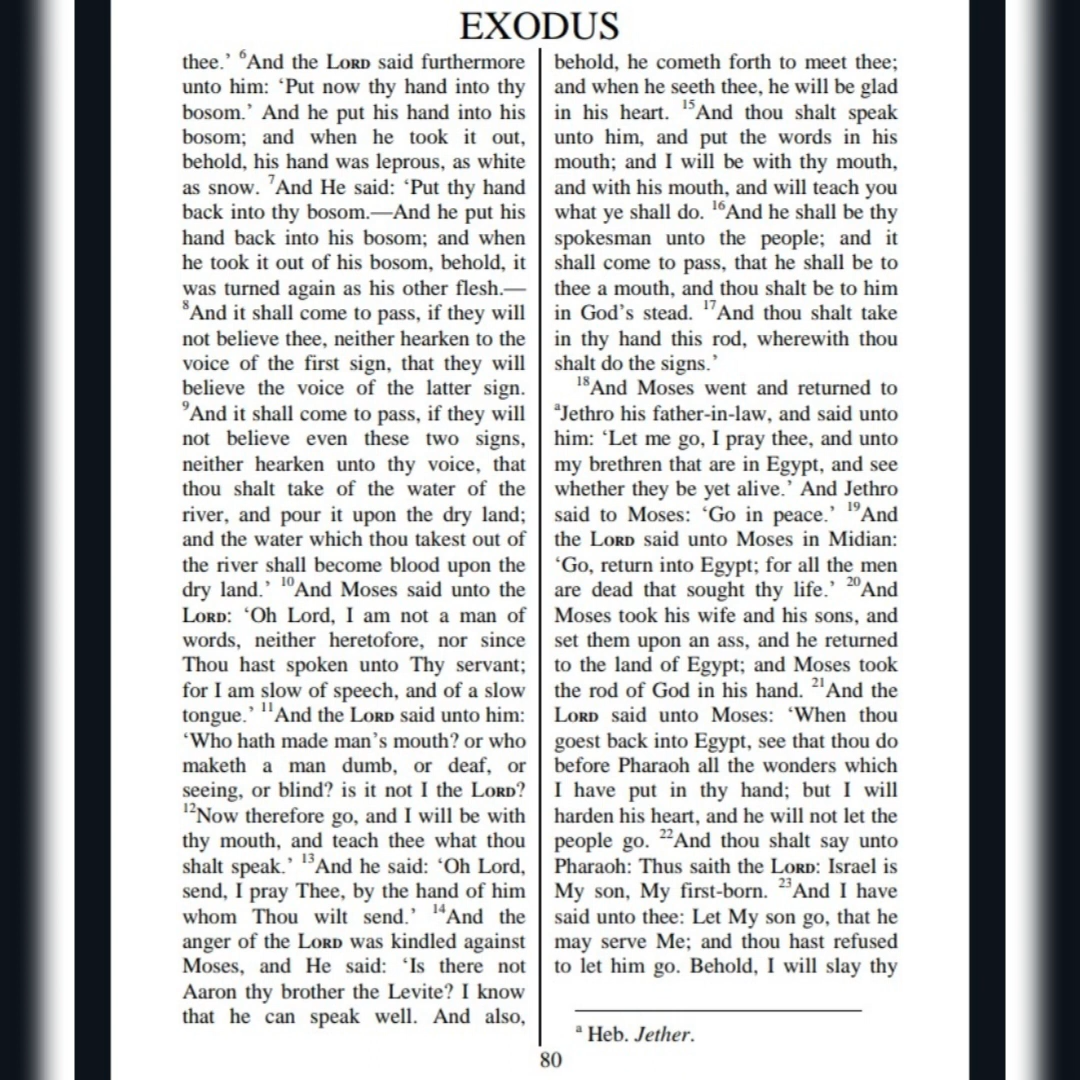 EXODUS
thee.’ ⁶And the LORD said furthermore
unto him: ‘Put now thy hand into thy
bosom.’ And he put his hand into his
bosom; and when he took it out,
behold, his hand was leprous, as white
as snow. ⁷And He said: ‘Put thy hand
back into thy bosom.—And he put his
hand back into his bosom; and when
he took it out of his bosom, behold, it
was turned again as his other flesh.—
⁸And it shall come to pass, if they will
not believe thee, neither hearken to the
voice of the first sign, that they will
believe the voice of the latter sign.
⁹And it shall come to pass, if they will
not believe even these two signs,
neither hearken unto thy voice, that
thou shalt take of the water of the
river, and pour it upon the dry land;
and the water which thou takest out of
the river shall become blood upon the
dry land.’ ¹⁰And Moses said unto the
LORD: ‘Oh Lord, I am not a man of
words, neither heretofore, nor since
Thou hast spoken unto Thy servant;
for I am slow of speech, and of a slow
tongue.’ ¹¹And the LORD said unto him:
‘Who hath made man’s mouth? or who
maketh a man dumb, or deaf, or
seeing, or blind? is it not I the LORD?
¹²Now therefore go, and I will be with
thy mouth, and teach thee what thou
shalt speak.’ ¹³And he said: ‘Oh Lord,
send, I pray Thee, by the hand of him
whom Thou wilt send.’ ¹⁴And the
anger of the LORD was kindled against
Moses, and He said: ‘Is there not
Aaron thy brother the Levite? I know
that he can speak well. And also,
behold, he cometh forth to meet thee;
and when he seeth thee, he will be glad
in his heart. ¹⁵And thou shalt speak
unto him, and put the words in his
mouth; and I will be with thy mouth,
and with his mouth, and will teach you
what ye shall do. ¹⁶And he shall be thy
spokesman unto the people; and it
shall come to pass, that he shall be to
thee a mouth, and thou shalt be to him
in God’s stead. ¹⁷And thou shalt take
in thy hand this rod, wherewith thou
shalt do the signs.’
¹⁸And Moses went and returned to
ᵃJethro his father-in-law, and said unto
him: ‘Let me go, I pray thee, and unto
my brethren that are in Egypt, and see
whether they be yet alive.’ And Jethro
said to Moses: ‘Go in peace.’ ¹⁹And
the LORD said unto Moses in Midian:
‘Go, return into Egypt; for all the men
are dead that sought thy life.’ ²⁰And
Moses took his wife and his sons, and
set them upon an ass, and he returned
to the land of Egypt; and Moses took
the rod of God in his hand. ²¹And the
LORD said unto Moses: ‘When thou
goest back into Egypt, see that thou do
before Pharaoh all the wonders which
I have put in thy hand; but I will
harden his heart, and he will not let the
people go. ²²And thou shalt say unto
Pharaoh: Thus saith the LORD: Israel is
My son, My first-born. ²³And I have
said unto thee: Let My son go, that he
may serve Me; and thou hast refused
to let him go. Behold, I will slay thy
ᵃ Heb. Jether.
80